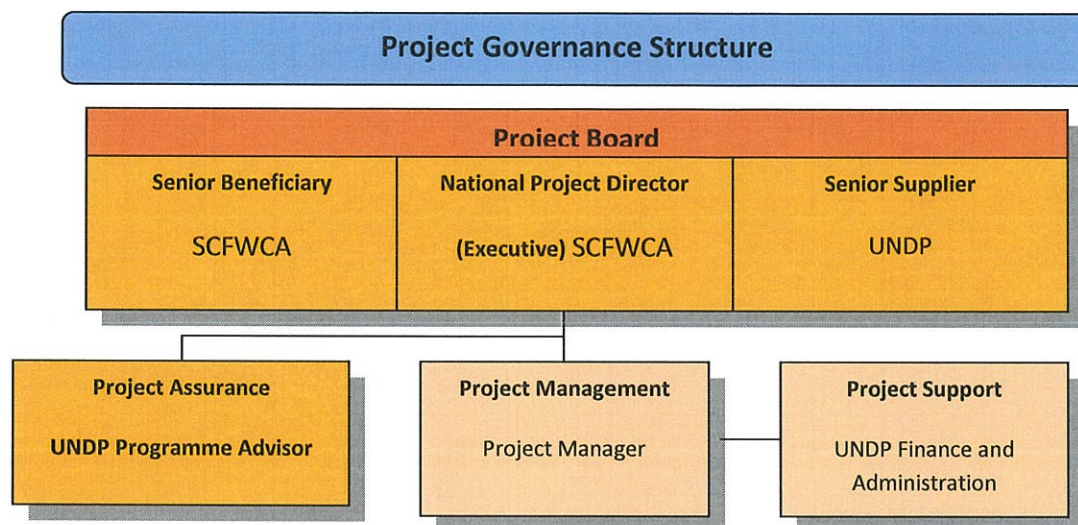 Project Governance Structure
Project Board
Senior Beneficiary
SCFWCA
National Project Director
(Executive) SCFWCA
Senior Supplier
UNDP
Project Assurance
UNDP Programme Advisor
Project Management
Project Manager
Project Support
UNDP Finance and
Administration